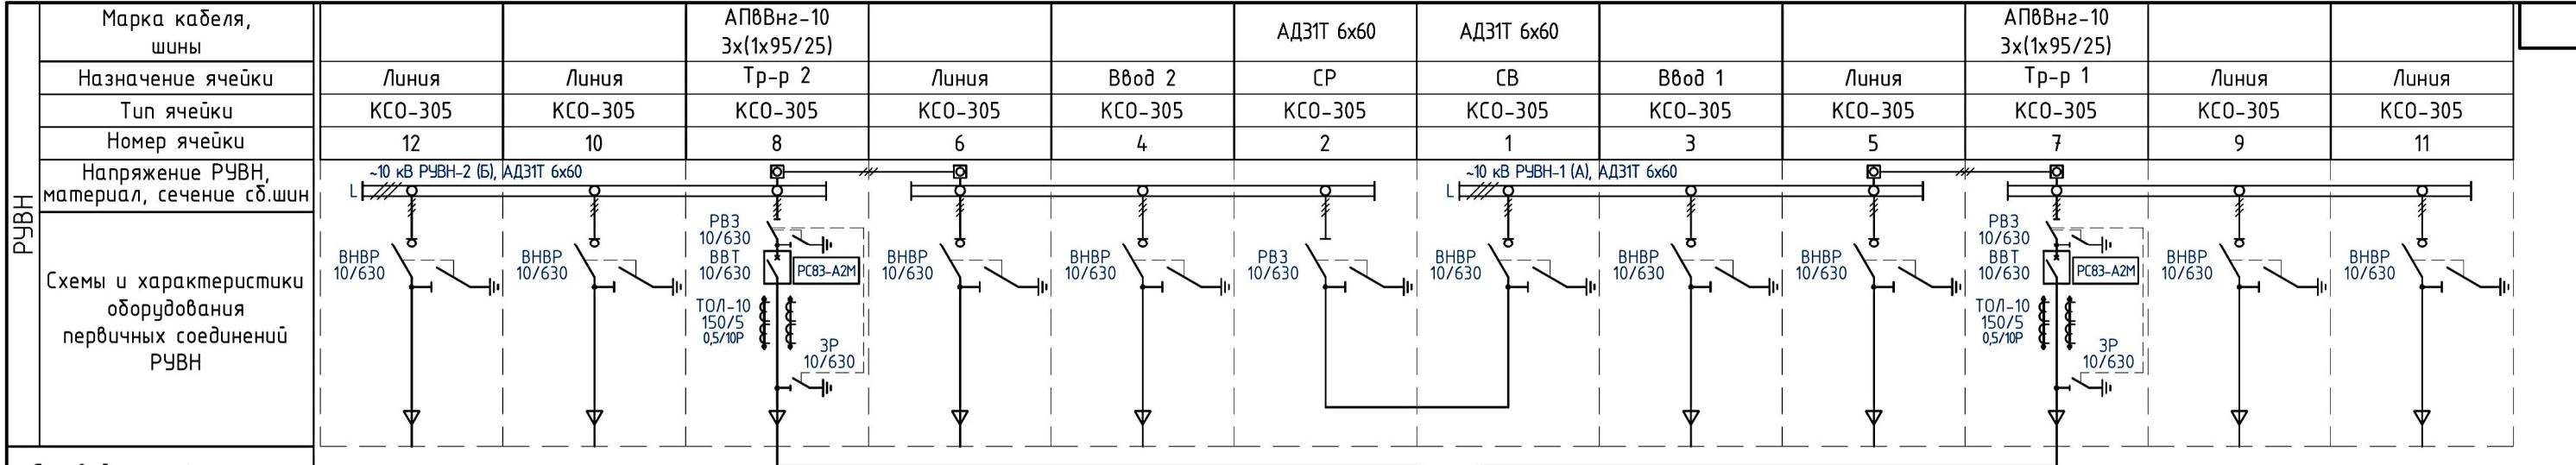 РУВН
Марка кабеля,
шины
АПвВнг-10
3х(1х95/25)
АД31Т 6х60
АД31Т 6х60
АПвВнг-10
3х(1х95/25)
Назначение ячейки
Линия
Линия
Тр-р 2
Линия
Ввод 2
СР
СВ
Ввод 1
Линия
Тр-р 1
Линия
Линия
Тип ячейки
КСО-305
КСО-305
КСО-305
КСО-305
КСО-305
КСО-305
КСО-305
КСО-305
КСО-305
КСО-305
КСО-305
КСО-305
Номер ячейки
12
10
8
6
4
2
1
3
5
7
9
11
Напряжение РУВН,
материал, сечение сб.шин
~10 кВ РУВН-2 (Б), АД31Т 6х60
L
~10 кВ РУВН-1 (А), АД31Т 6х60
L
Схемы и характеристики
оборудования
первичных соединений
РУВН
ВНВР
10/630
ВНВР
10/630
РВЗ
10/630
ВВТ
10/630
РС83-А2М
ТОЛ-10
150/5
0,5/10Р
ЗР
10/630
ВНВР
10/630
ВНВР
10/630
РВЗ
10/630
ВНВР
10/630
ВНВР
10/630
ВНВР
10/630
РВЗ
10/630
ВВТ
10/630
РС83-А2М
ТОЛ-10
150/5
0,5/10Р
ЗР
10/630
ВНВР
10/630
ВНВР
10/630